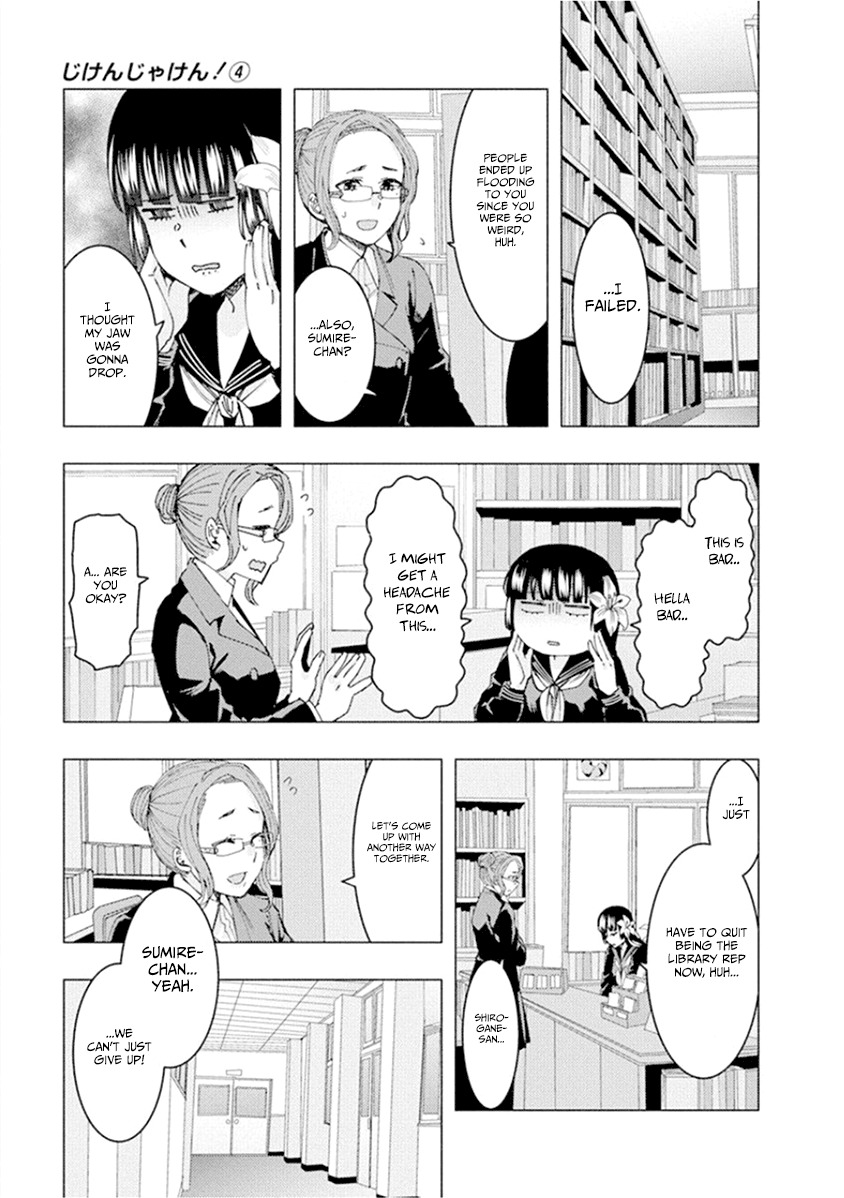 じけんじゃけん!④
...I
FAILED.
PEOPLE
ENDED UP
FLOODING
TO YOU
SINCE YOU
WERE SO
WEIRD,
HUH.
...ALSO,
SUMIRE-
CHAN?
I
THOUGHT
MY JAW
WAS
GONNA
DROP.
THIS IS
BAD...
HELLA
BAD...
I MIGHT
GET A
HEADACHE
FROM
THIS...
A... ARE
YOU
OKAY?
...I
JUST
HAVE TO QUIT
BEING THE
LIBRARY REP
NOW, HUH...
SHIRO-
GANE-
SAN...
LET'S COME
UP WITH
ANOTHER WAY
TOGETHER.
SUMIRE-
CHAN...
YEAH.
...WE
CAN'T JUST
GIVE UP!